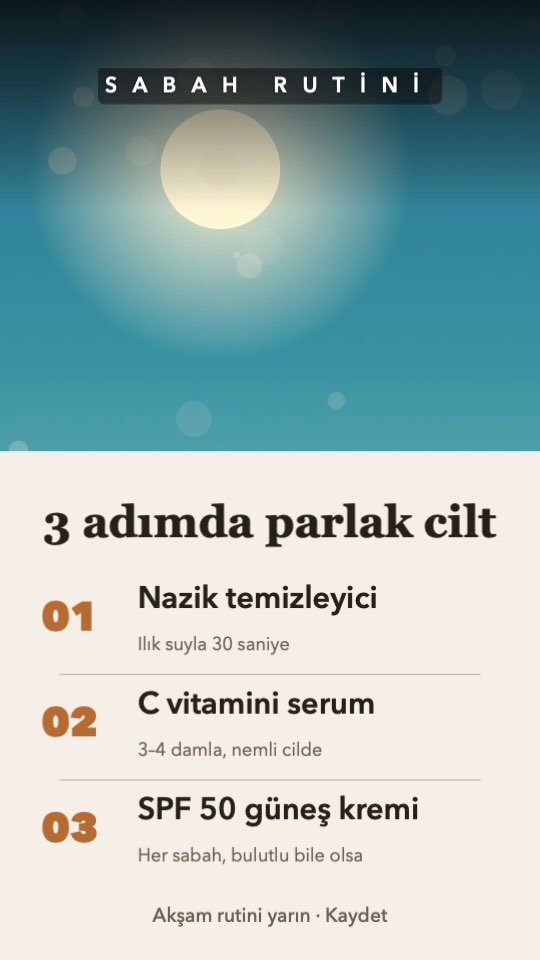 SABAH RUTİNİ
3 adımda parlak cilt
01
Nazik temizleyici
Ilık suyla 30 saniye
02
C vitamini serum
3–4 damla, nemli cilde
03
SPF 50 güneş kremi
Her sabah, bulutlu bile olsa
Akşam rutini yarın · Kaydet